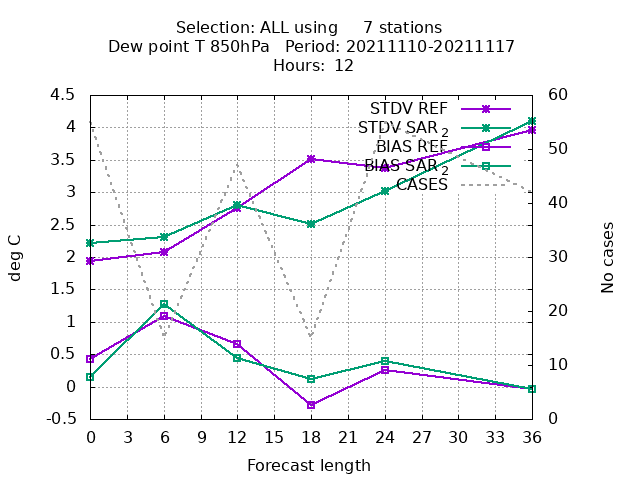 Selection: ALL using     7 stations
Dew point T 850hPa   Period: 20211110-20211117
Hours: 12
4.5
4
3.5
3
2.5
2
1.5
1
0.5
0
-0.5
deg C
60
50
40
30
20
10
0
No cases
STDV REF
STDV SAR 2
BIAS REF
BIAS SAR 2
CASES
0 3 6 9 12 15 18 21 24 27 30 33 36
Forecast length